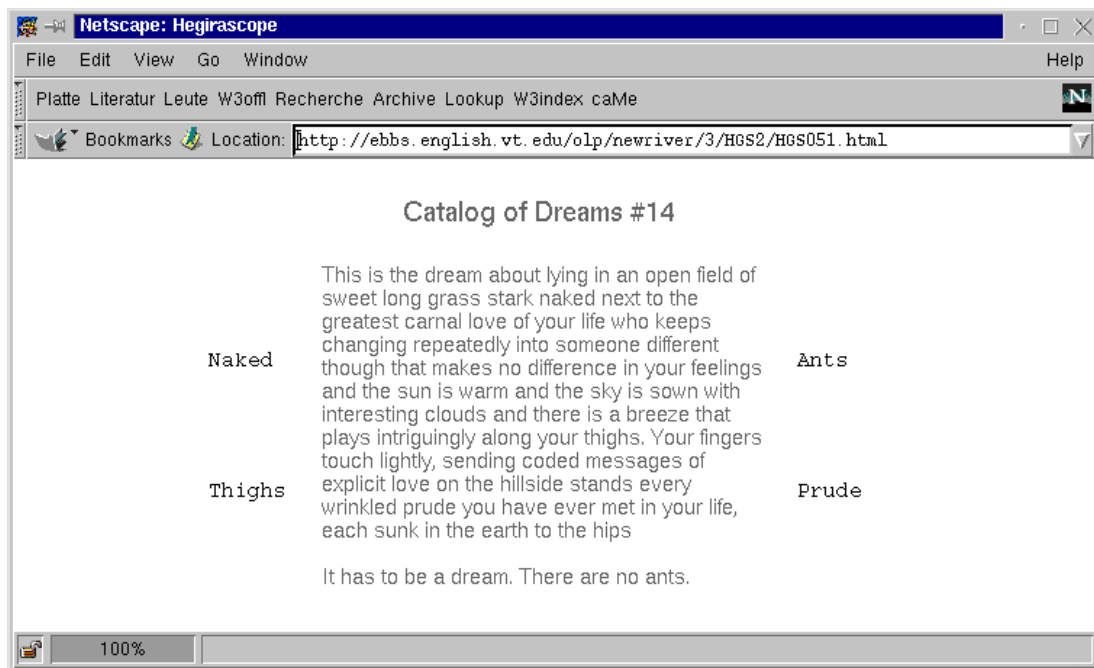 Netscape: Hegirascope
File Edit View Go Window Help
Platte Literatur Leute W3offl Recherche Archive Lookup W3index caMe
N
Bookmarks Location: http://ebbs.english.vt.edu/olp/newriver/3/HGS2/HGS051.html
Catalog of Dreams #14
This is the dream about lying in an open field of
sweet long grass stark naked next to the
greatest carnal love of your life who keeps
changing repeatedly into someone different
though that makes no difference in your feelings
and the sun is warm and the sky is sown with
interesting clouds and there is a breeze that
plays intriguingly along your thighs. Your fingers
touch lightly, sending coded messages of
explicit love on the hillside stands every
wrinkled prude you have ever met in your life,
each sunk in the earth to the hips
It has to be a dream. There are no ants.
Naked
Thighs
Ants
Prude
100%